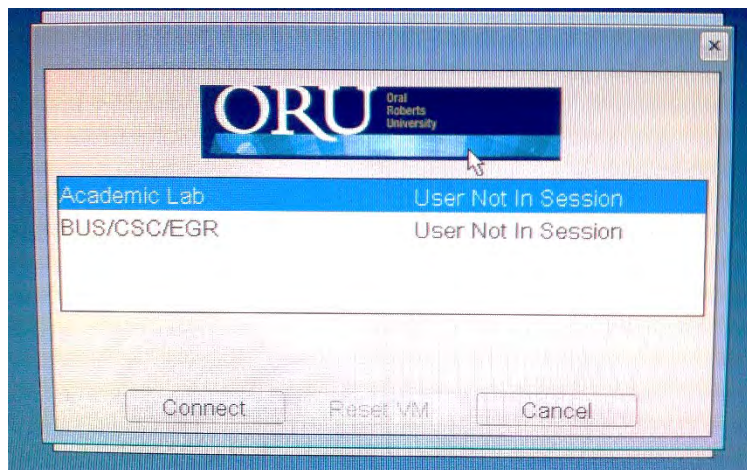 ORU
Oral
Roberts
University
Academic Lab User Not In Session
BUS/CSC/EGR User Not In Session
Connect Reset VM Cancel